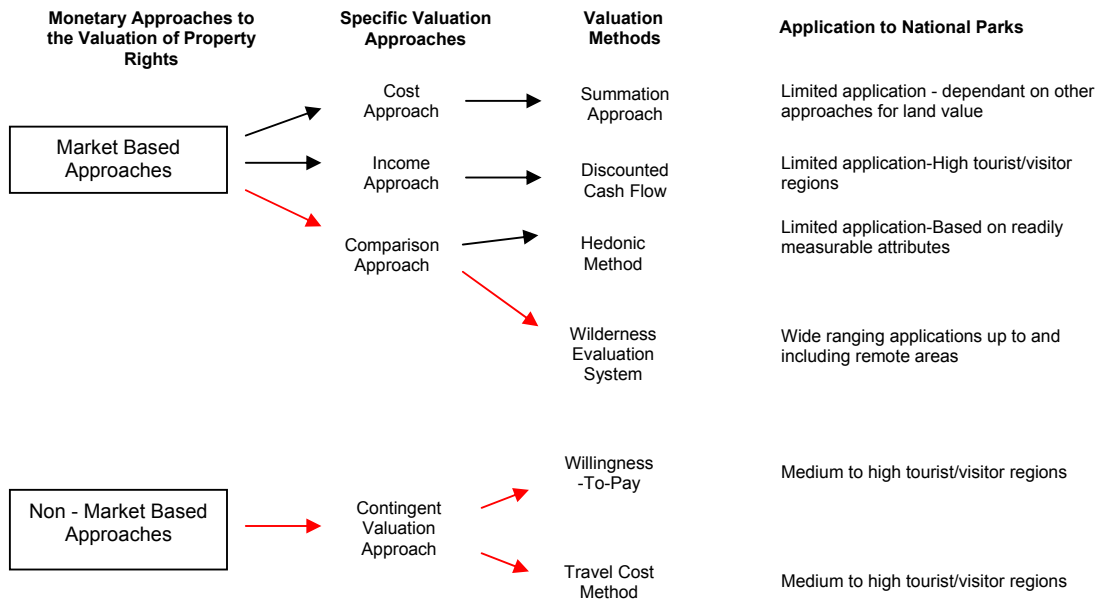 Monetary Approaches to
the Valuation of Property
Rights
Specific Valuation
Approaches
Valuation
Methods
Application to National Parks
Market Based
Approaches
Cost
Approach
Summation
Approach
Limited application - dependant on other
approaches for land value
Income
Approach
Discounted
Cash Flow
Limited application-High tourist/visitor
regions
Comparison
Approach
Hedonic
Method
Limited application-Based on readily
measurable attributes
Wilderness
Evaluation
System
Wide ranging applications up to and
including remote areas
Non - Market Based
Approaches
Contingent
Valuation
Approach
Willingness
-To-Pay
Medium to high tourist/visitor regions
Travel Cost
Method
Medium to high tourist/visitor regions